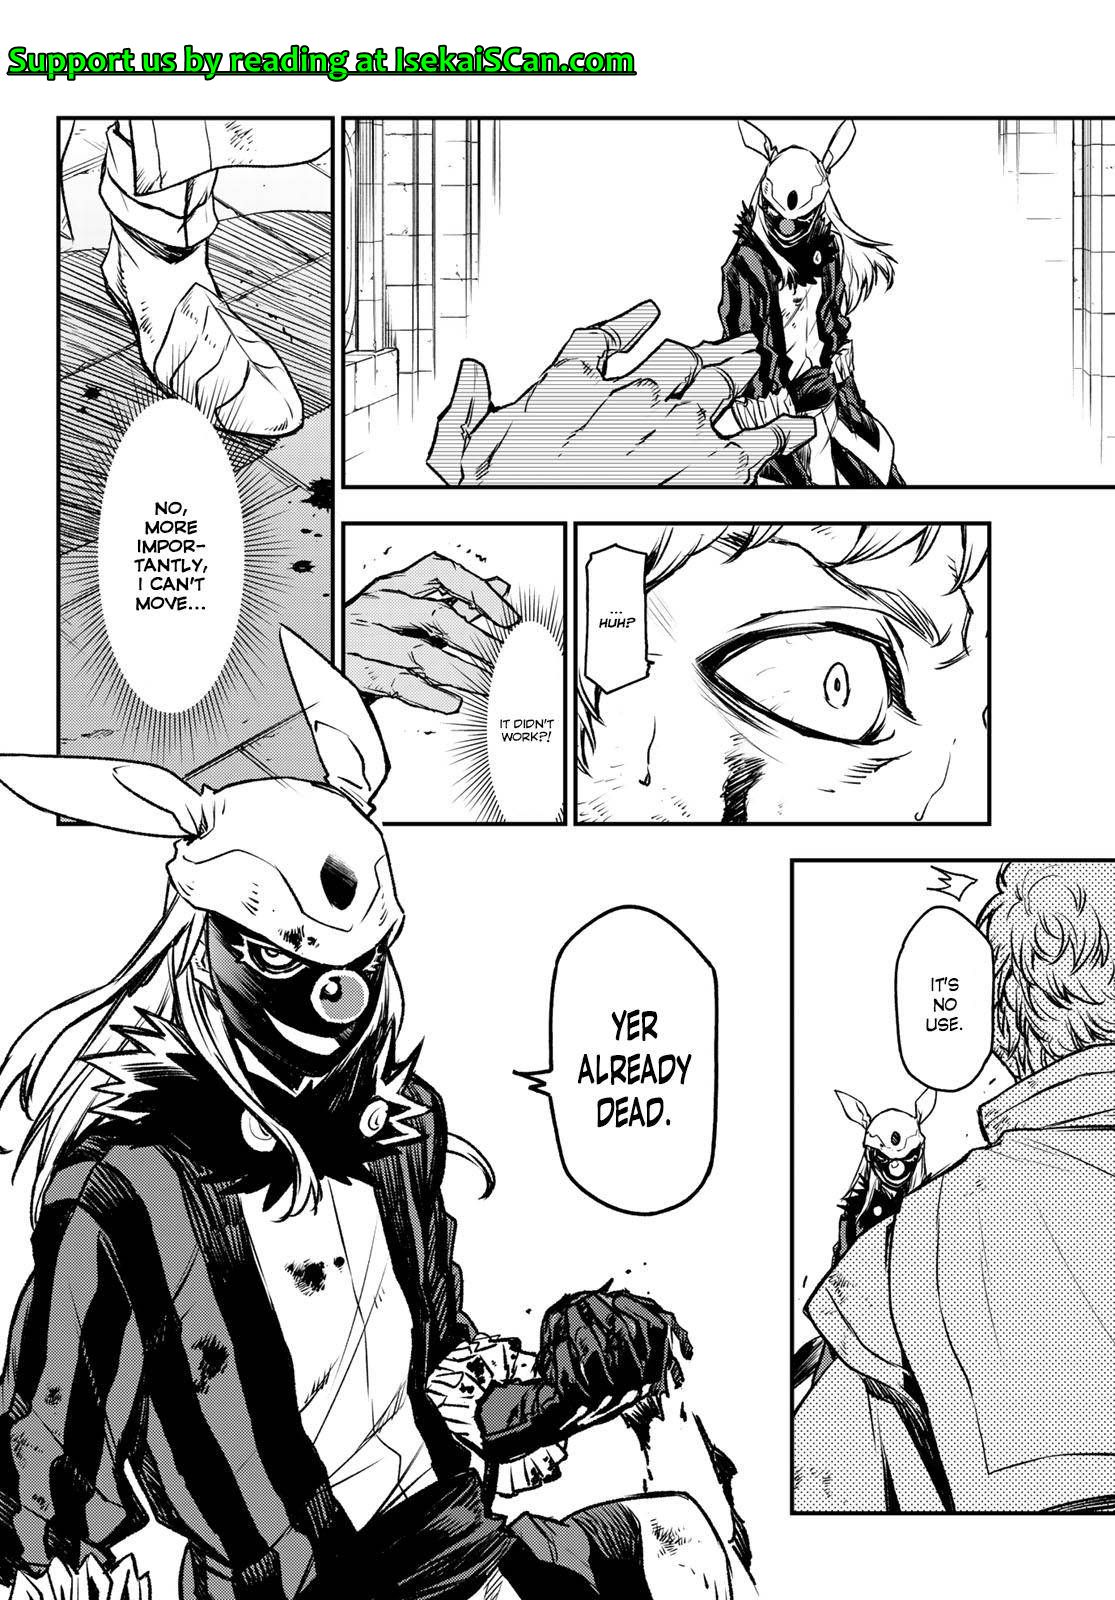 Support us by reading at IsekaiSCan.com
...
HUH?
IT DIDN'T
WORK?!
NO,
MORE
IMPOR-
TANTLY,
I CAN'T
MOVE...
IT'S
NO
USE.
YER
ALREADY
DEAD.